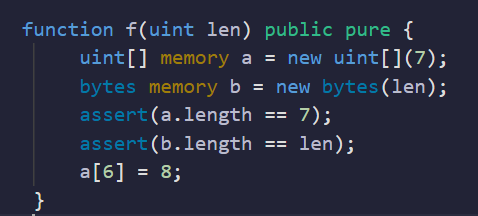 function f(uint len) public pure {
uint[] memory a = new uint[](7);
bytes memory b = new bytes(len);
assert(a.length == 7);
assert(b.length == len);
a[6] = 8;
}